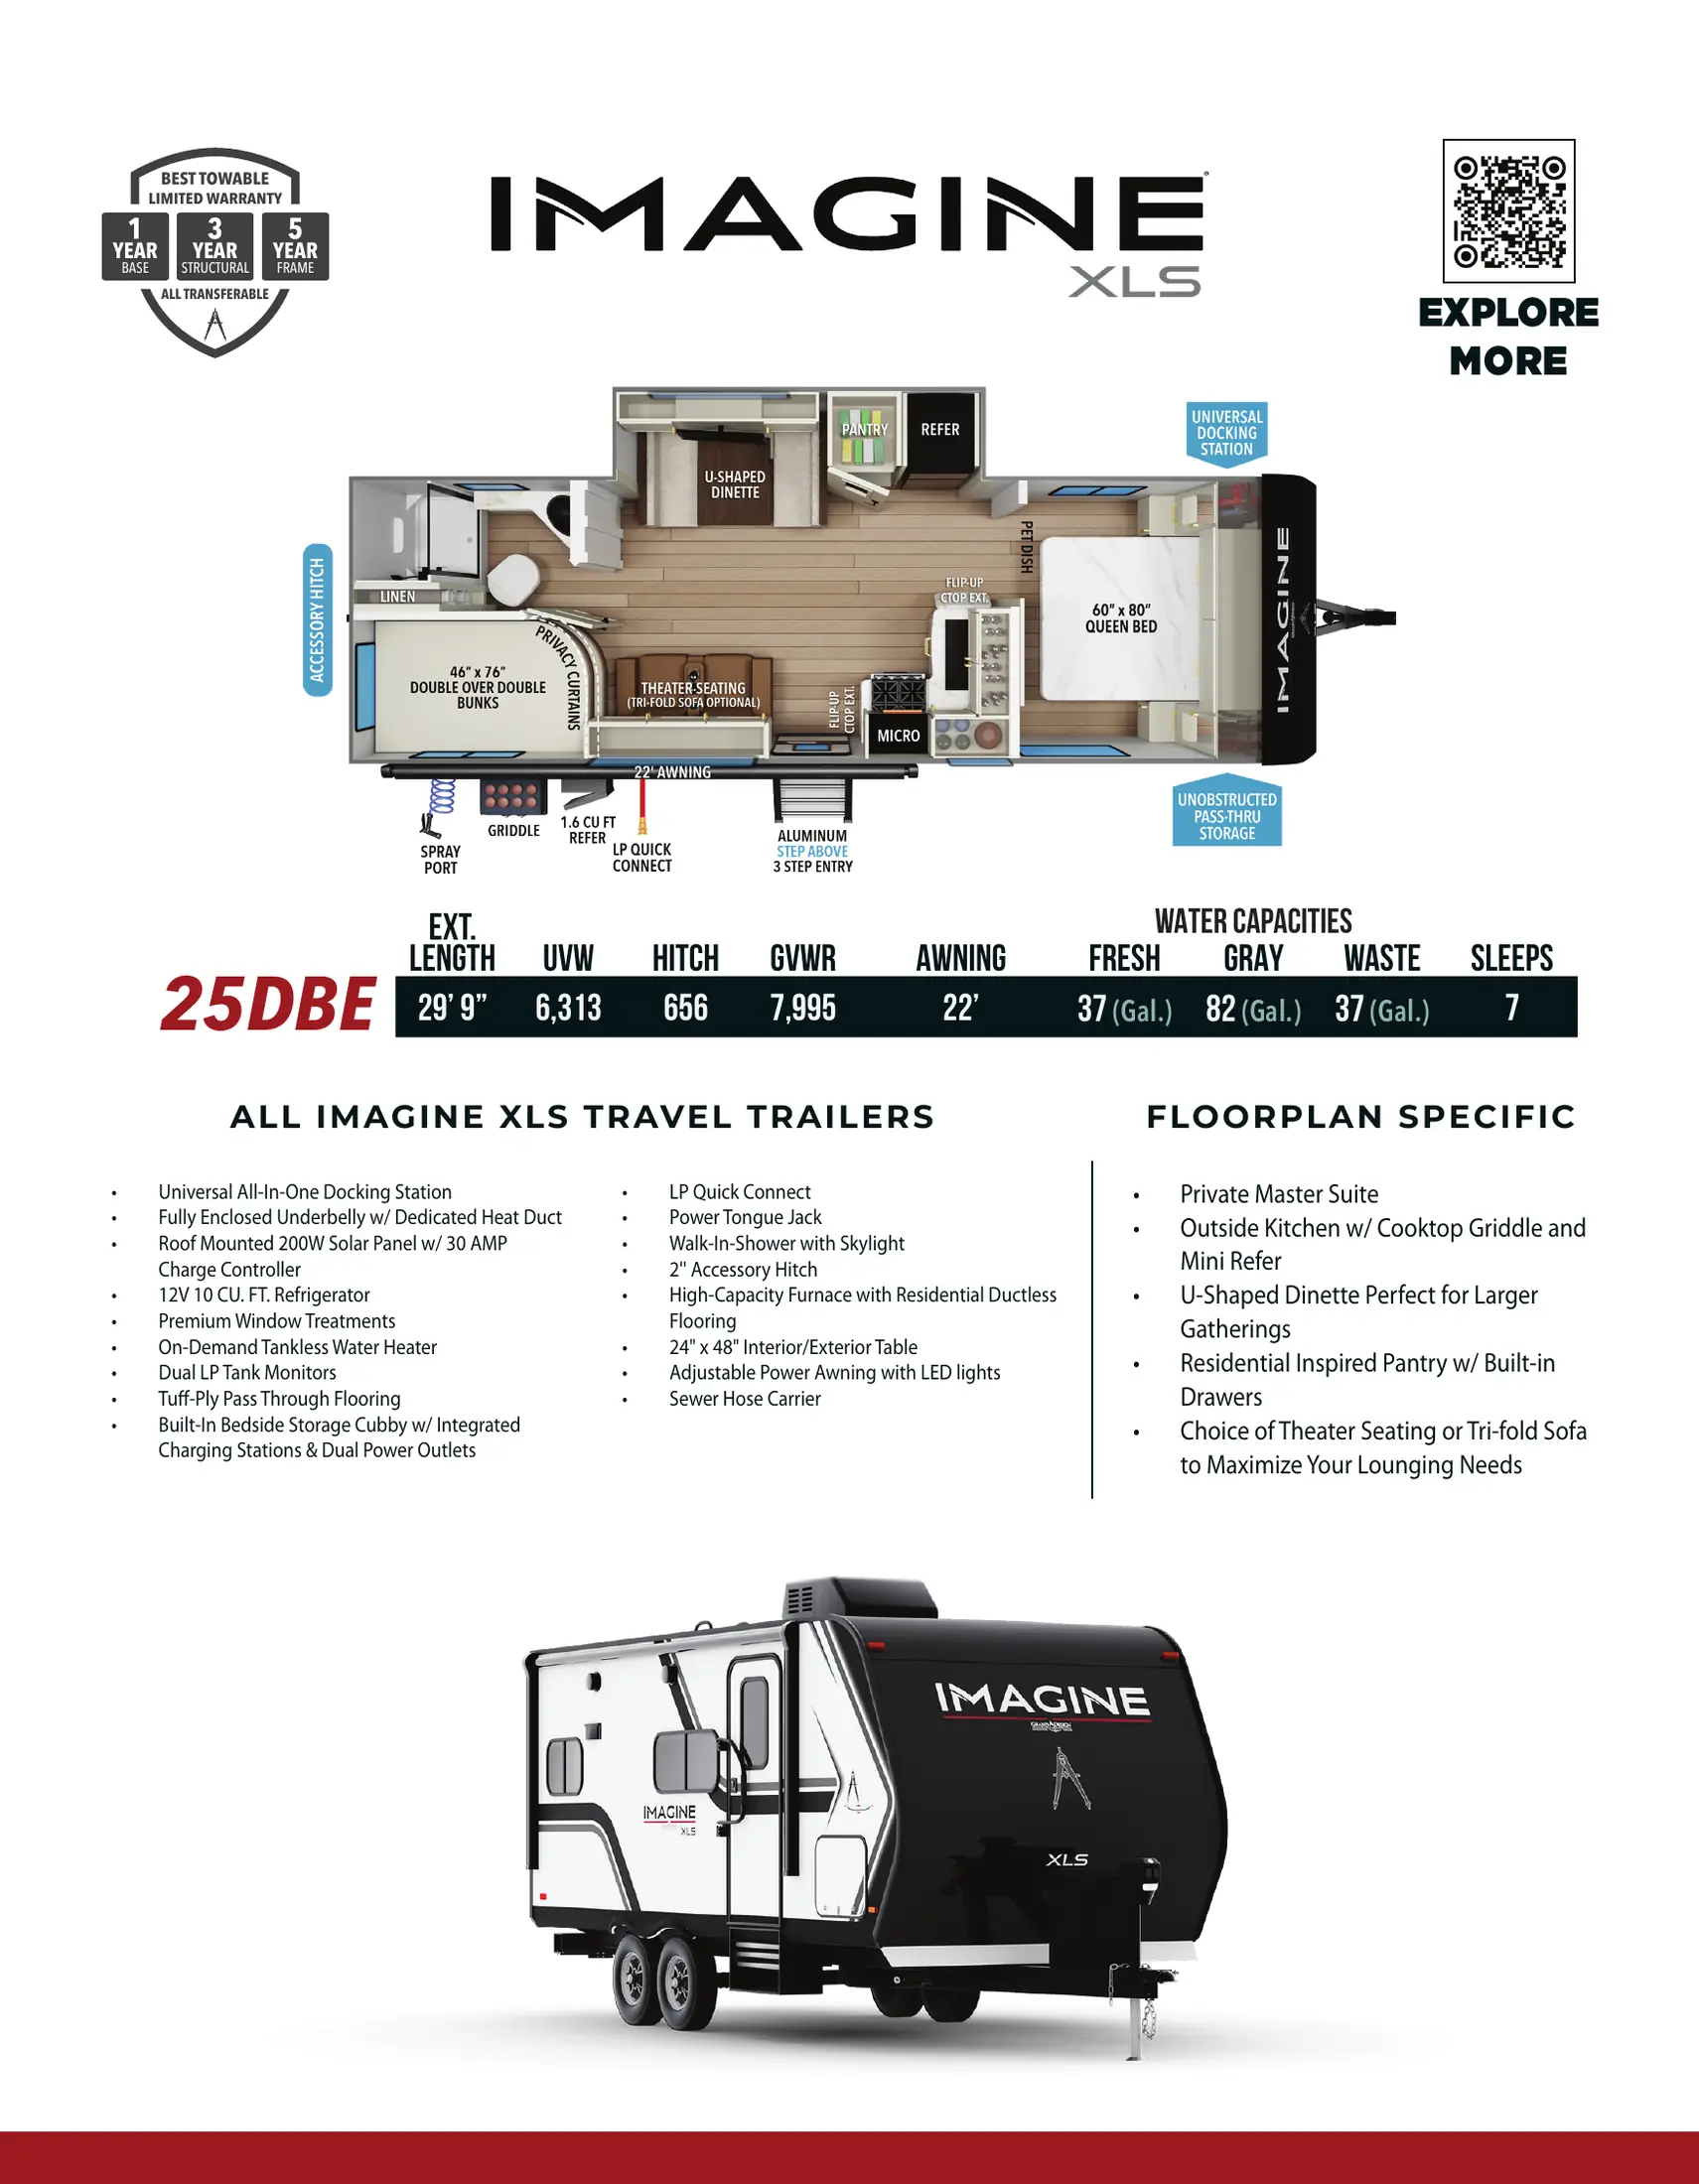 BEST TOWABLE
LIMITED WARRANTY
1 YEAR BASE
3 YEAR STRUCTURAL
5 YEAR FRAME
ALL TRANSFERABLE
IMAGINE
XLS
EXPLORE
MORE
UNIVERSAL
DOCKING
STATION
PANTRY
REFER
U-SHAPED
DINETTE
PET DISH
ACCESSORY HITCH
LINEN
FLIP-UP
CTOP EXT.
60” x 80”
QUEEN BED
IMAGINE
PRIVACY CURTAINS
46” x 76”
DOUBLE OVER DOUBLE
BUNKS
THEATER SEATING
(TRI-FOLD SOFA OPTIONAL)
FLIP-UP
CTOP EXT.
MICRO
22’ AWNING
SPRAY
PORT
GRIDDLE
1.6 CU FT
REFER
LP QUICK
CONNECT
ALUMINUM
STEP ABOVE
3 STEP ENTRY
UNOBSTRUCTED
PASS-THRU
STORAGE
WATER CAPACITIES
EXT.
LENGTH UVW HITCH GVWR AWNING FRESH GRAY WASTE SLEEPS
25DBE 29’ 9” 6,313 656 7,995 22’ 37 (Gal.) 82 (Gal.) 37 (Gal.) 7
ALL IMAGINE XLS TRAVEL TRAILERS
• Universal All-In-One Docking Station
• Fully Enclosed Underbelly w/ Dedicated Heat Duct
• Roof Mounted 200W Solar Panel w/ 30 AMP
Charge Controller
• 12V 10 CU. FT. Refrigerator
• Premium Window Treatments
• On-Demand Tankless Water Heater
• Dual LP Tank Monitors
• Tuff-Ply Pass Through Flooring
• Built-In Bedside Storage Cubby w/ Integrated
Charging Stations & Dual Power Outlets
• LP Quick Connect
• Power Tongue Jack
• Walk-In-Shower with Skylight
• 2" Accessory Hitch
• High-Capacity Furnace with Residential Ductless
Flooring
• 24" x 48" Interior/Exterior Table
• Adjustable Power Awning with LED lights
• Sewer Hose Carrier
FLOORPLAN SPECIFIC
• Private Master Suite
• Outside Kitchen w/ Cooktop Griddle and
Mini Refer
• U-Shaped Dinette Perfect for Larger
Gatherings
• Residential Inspired Pantry w/ Built-in
Drawers
• Choice of Theater Seating or Tri-fold Sofa
to Maximize Your Lounging Needs
IMAGINE
XLS
IMAGINE
XLS